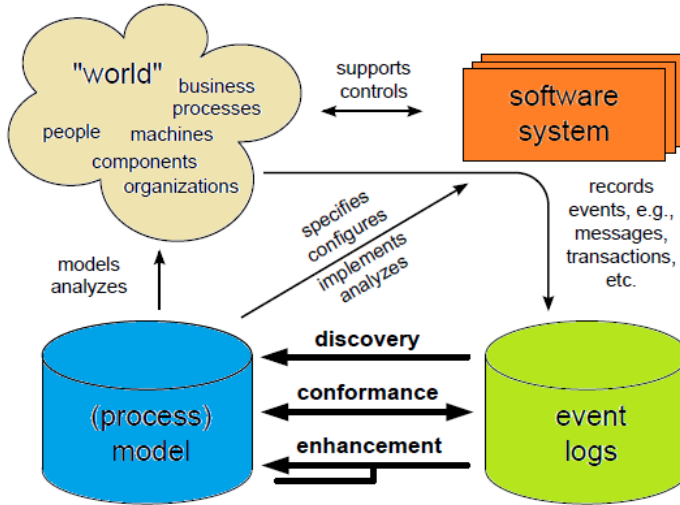 "world"
business
processes
people
machines
components
organizations
supports
controls
software
system
specifies
configures
implements
analyzes
records
events, e.g.,
messages,
transactions,
etc.
models
analyzes
discovery
conformance
enhancement
(process)
model
event
logs